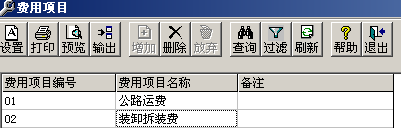 费用项目
设置 打印 预览 输出 增加 删除 放弃 查询 过滤 刷新 帮助 退出
费用项目编号 费用项目名称 备注
01 公路运费
02 装卸拆装费